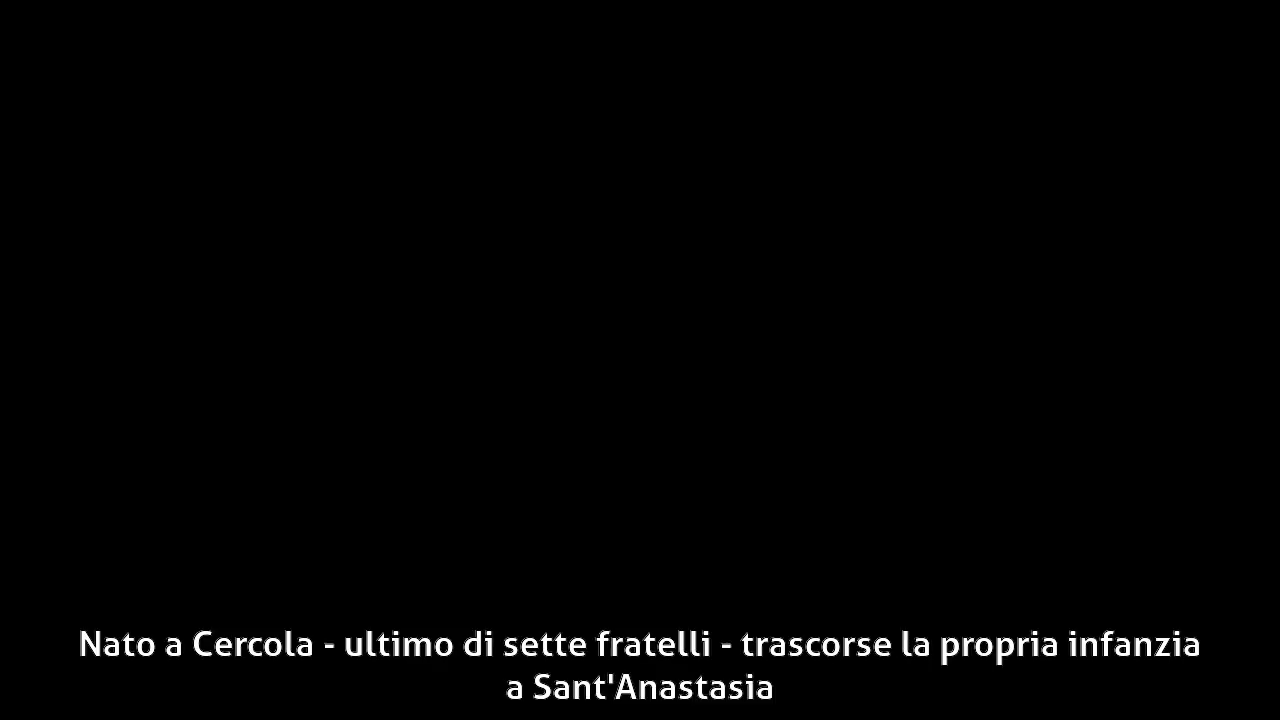 Nato a Cercola - ultimo di sette fratelli - trascorse la propria infanzia
a Sant'Anastasia